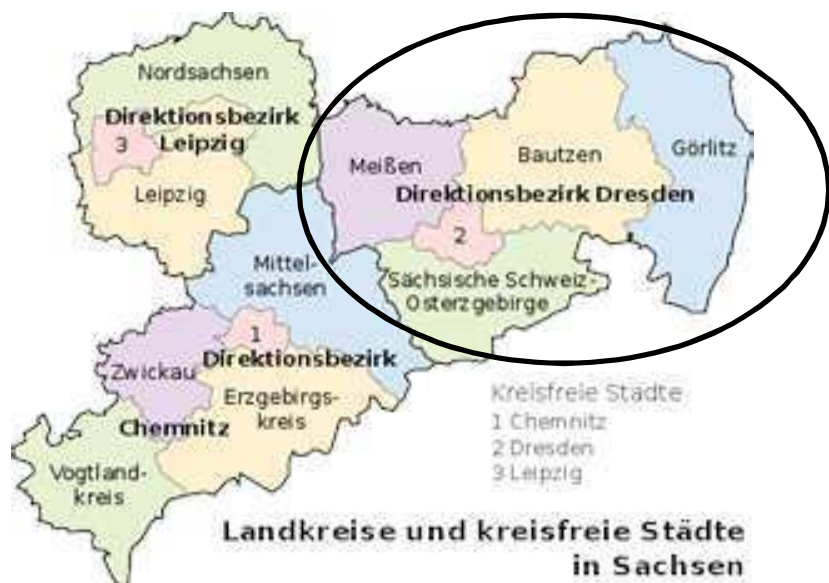 Nordsachsen
Direktionsbezirk
Leipzig
3
Leipzig
Meißen
Bautzen
Görlitz
Direktionsbezirk Dresden
2
Sächsische Schweiz-
Osterzgebirge
Mittel-
sachsen
1
Zwickau
Direktionsbezirk
Erzgebirgs-
kreis
Chemnitz
Vogtland-
kreis
Kreisfreie Städte
1 Chemnitz
2 Dresden
3 Leipzig
Landkreise und kreisfreie Städte
in Sachsen